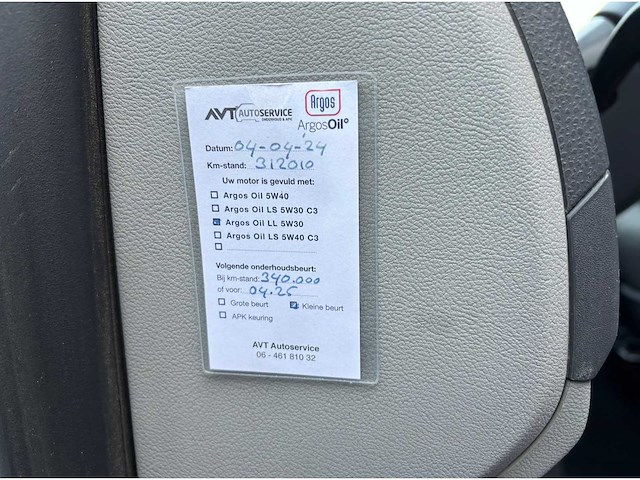 AVT AUTOSERVICE
ONDERHOUD & APK
Argos
ArgosOil
Datum: 04-04-24
Km-stand: 312010
Uw motor is gevuld met:
Argos Oil 5W40
Argos Oil LS 5W30 C3
Argos Oil LL 5W30
Argos Oil LS 5W40 C3
Volgende onderhoudsbeurt:
Bij km-stand: 340.000
of voor: 04.25
Grote beurt Kleine beurt
APK keuring
AVT Autoservice
06 - 461 810 32